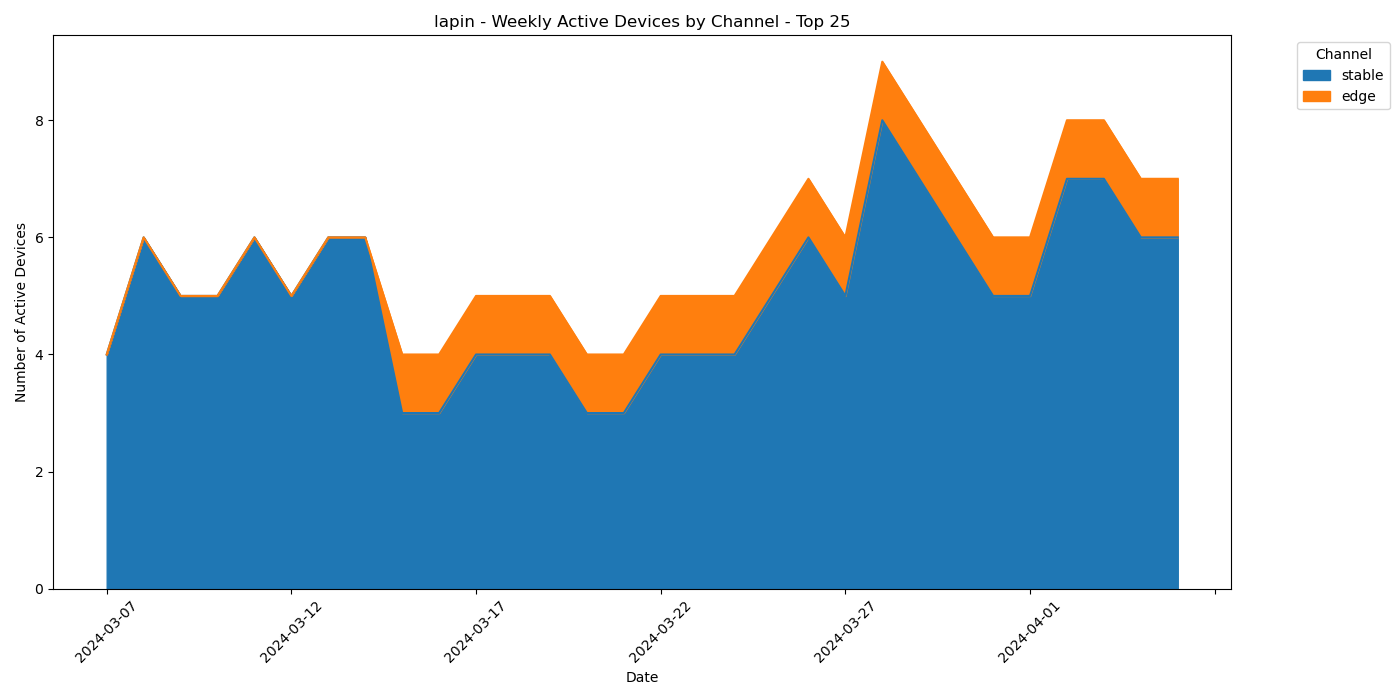 lapin - Weekly Active Devices by Channel - Top 25
Channel
stable
edge
Number of Active Devices
8
6
4
2
0
2024-03-07
2024-03-12
2024-03-17
2024-03-22
2024-03-27
2024-04-01
Date